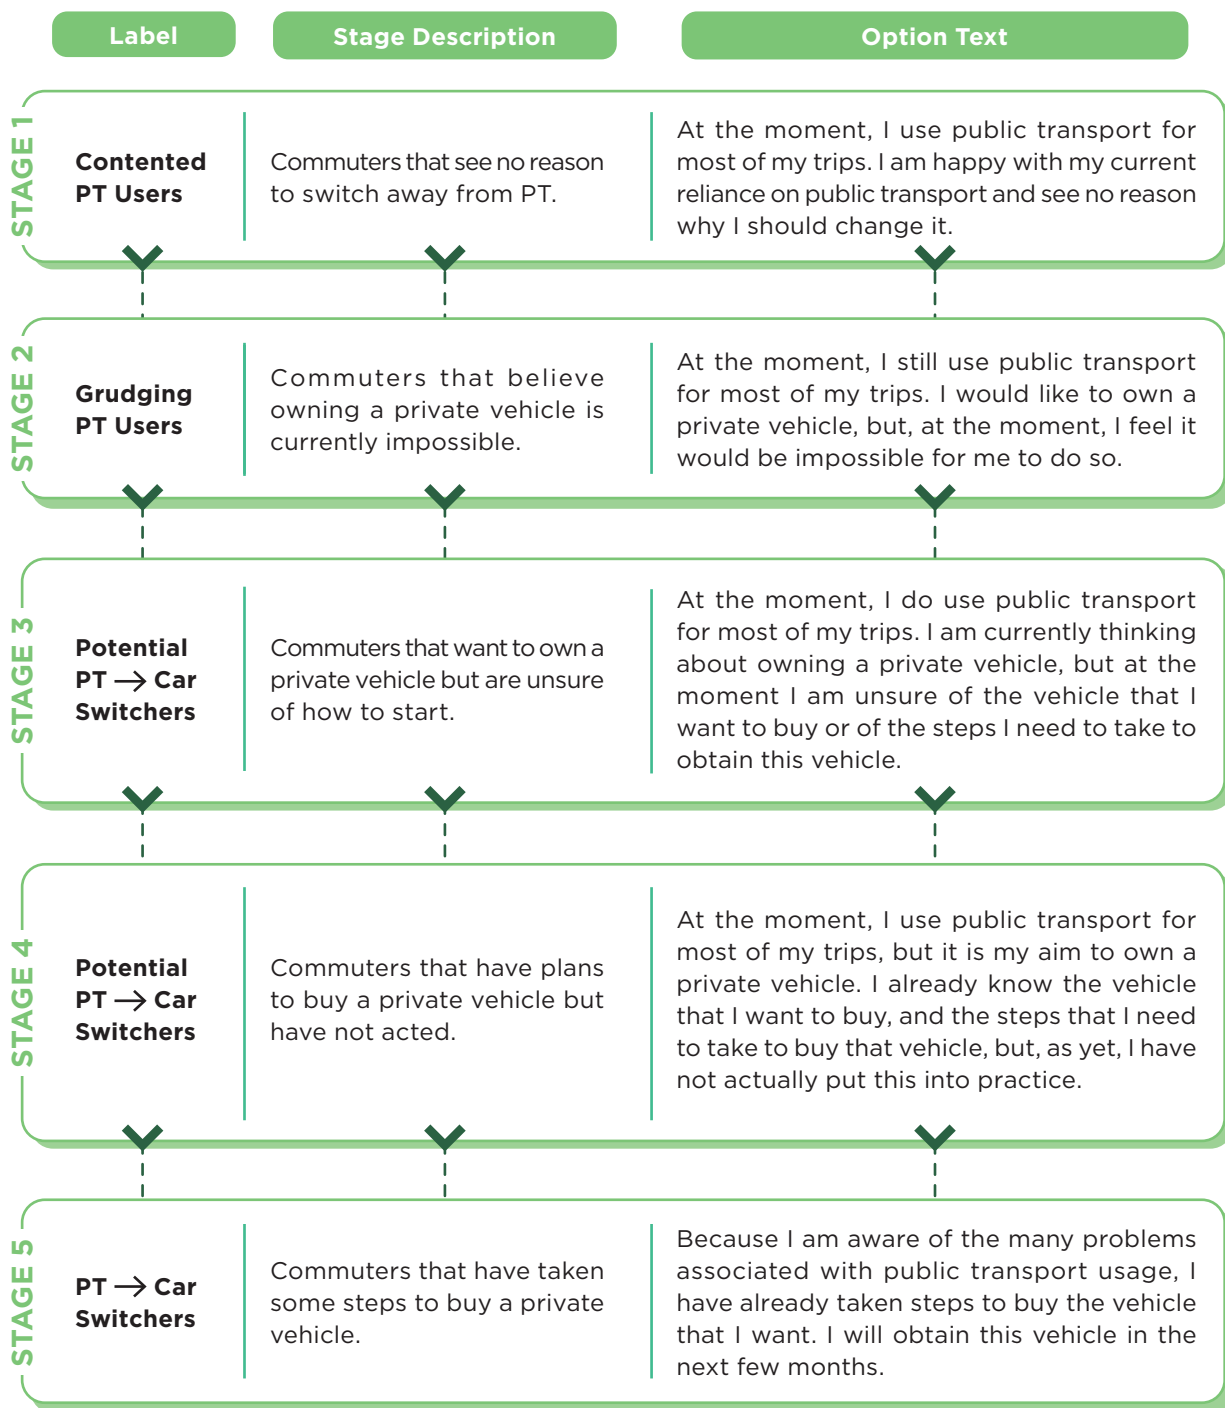 Label
Stage Description
Option Text
STAGE 1
Contented
PT Users
Commuters that see no reason
to switch away from PT.
At the moment, I use public transport for
most of my trips. I am happy with my current
reliance on public transport and see no reason
why I should change it.
STAGE 2
Grudging
PT Users
Commuters that believe
owning a private vehicle is
currently impossible.
At the moment, I still use public transport
for most of my trips. I would like to own a
private vehicle, but, at the moment, I feel it
would be impossible for me to do so.
STAGE 3
Potential
PT → Car
Switchers
Commuters that want to own a
private vehicle but are unsure
of how to start.
At the moment, I do use public transport
for most of my trips. I am currently thinking
about owning a private vehicle, but at the
moment I am unsure of the vehicle that I
want to buy or of the steps I need to take to
obtain this vehicle.
STAGE 4
Potential
PT → Car
Switchers
Commuters that have plans
to buy a private vehicle but
have not acted.
At the moment, I use public transport for
most of my trips, but it is my aim to own a
private vehicle. I already know the vehicle
that I want to buy, and the steps that I need
to take to buy that vehicle, but, as yet, I have
not actually put this into practice.
STAGE 5
PT → Car
Switchers
Commuters that have taken
some steps to buy a private
vehicle.
Because I am aware of the many problems
associated with public transport usage, I
have already taken steps to buy the vehicle
that I want. I will obtain this vehicle in the
next few months.